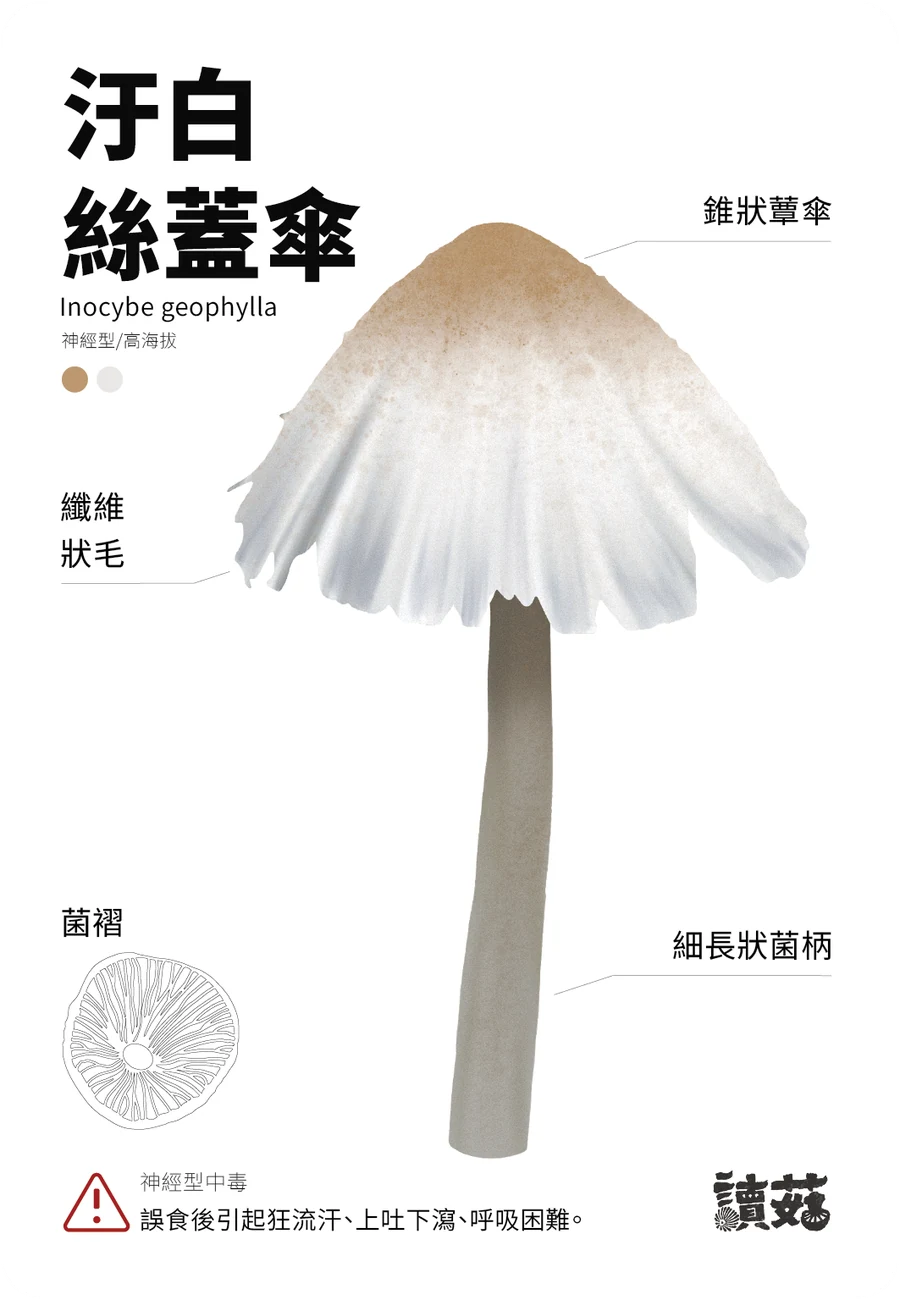 汙白
絲蓋傘
Inocybe geophylla
神經型/高海拔
錐狀蕈傘
纖維
狀毛
菌褶
細長狀菌柄
神經型中毒
誤食後引起狂流汗、上吐下瀉、呼吸困難。
讀菇